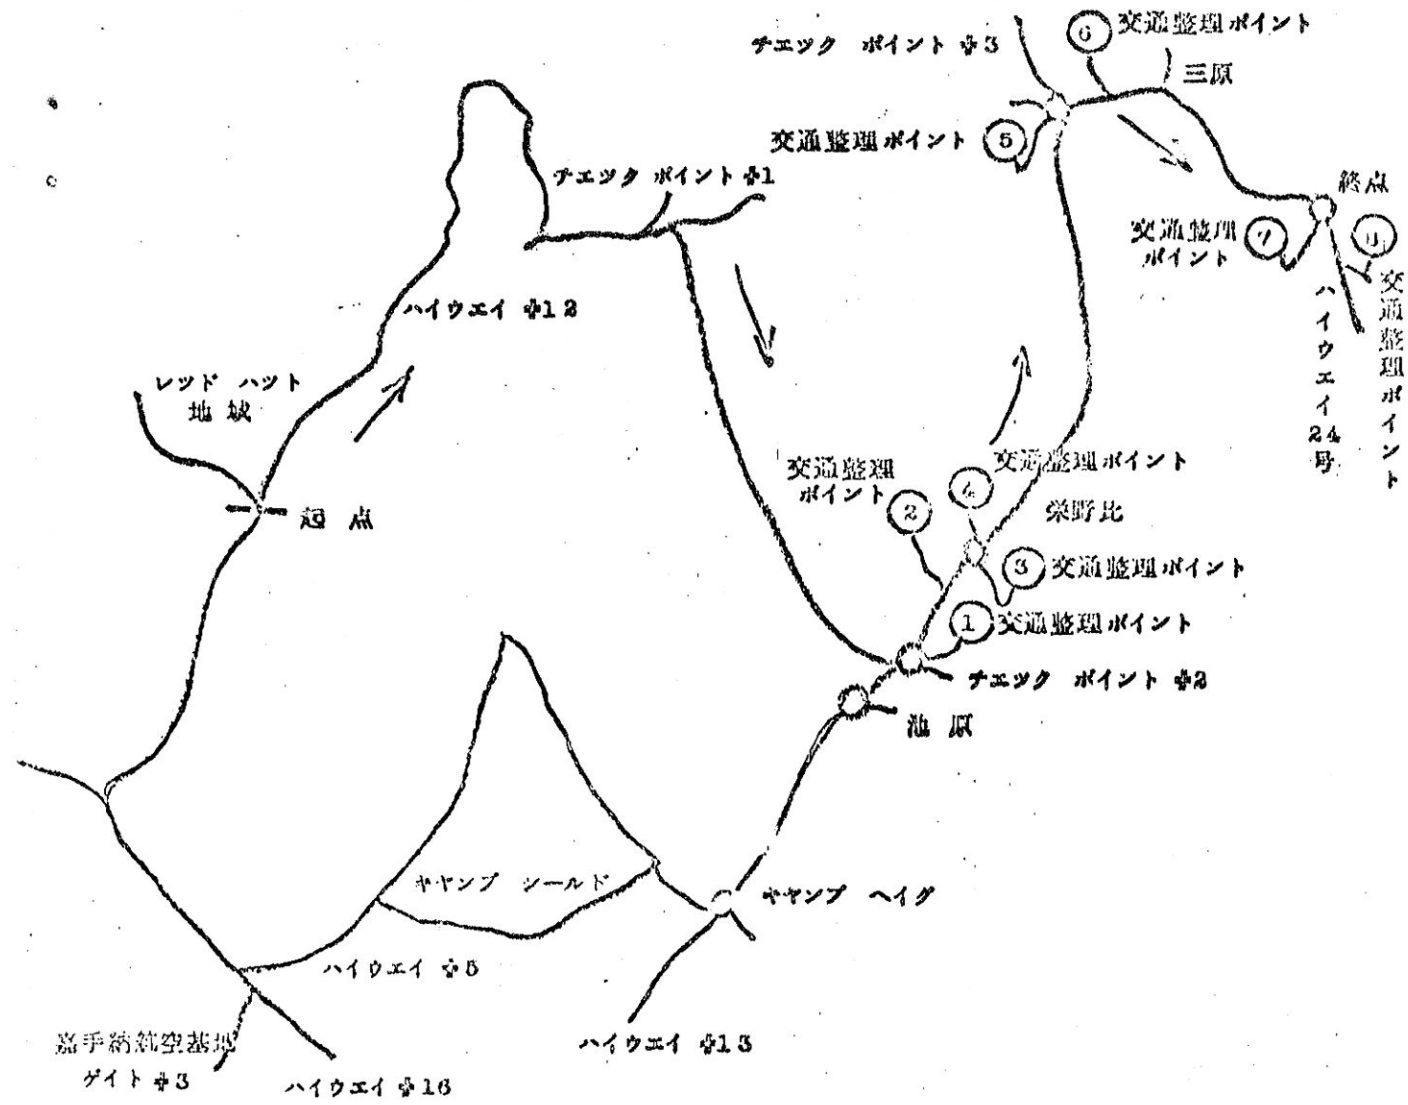 チエック ポイント #3
⑥ 交通整理ポイント
三原
交通整理ポイント ⑤
チエツク ポイント #1
終点
交通整理
ポイント
⑦
交通整理ポイント
ハイウエイ24号
ハイウエイ #12
レツド ハツト
地域
起 点
交通整理
ポイント
②
④
交通整理ポイント
栄野比
③ 交通整理ポイント
① 交通整理ポイント
チエツク ポイント #2
池 原
キヤンプ シールド
キヤンプ ヘイグ
ハイウエイ #5
ハイウエイ #13
嘉手納航空基地
ゲイト #3
ハイウエイ #16